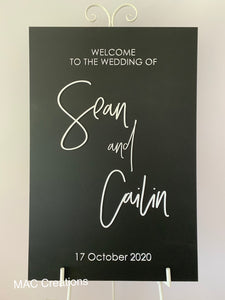 WELCOME
TO THE WEDDING OF
Sean
and
Cailin
17 October 2020
MAC Creations